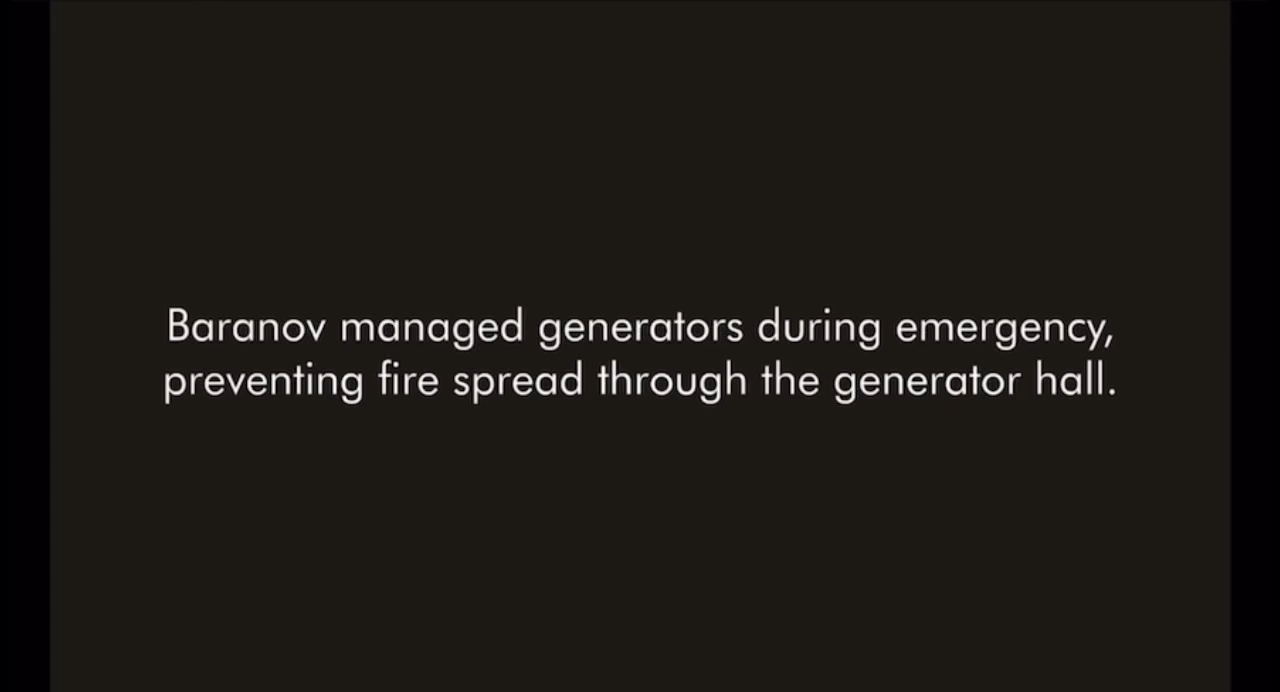 Baranov managed generators during emergency,
preventing fire spread through the generator hall.